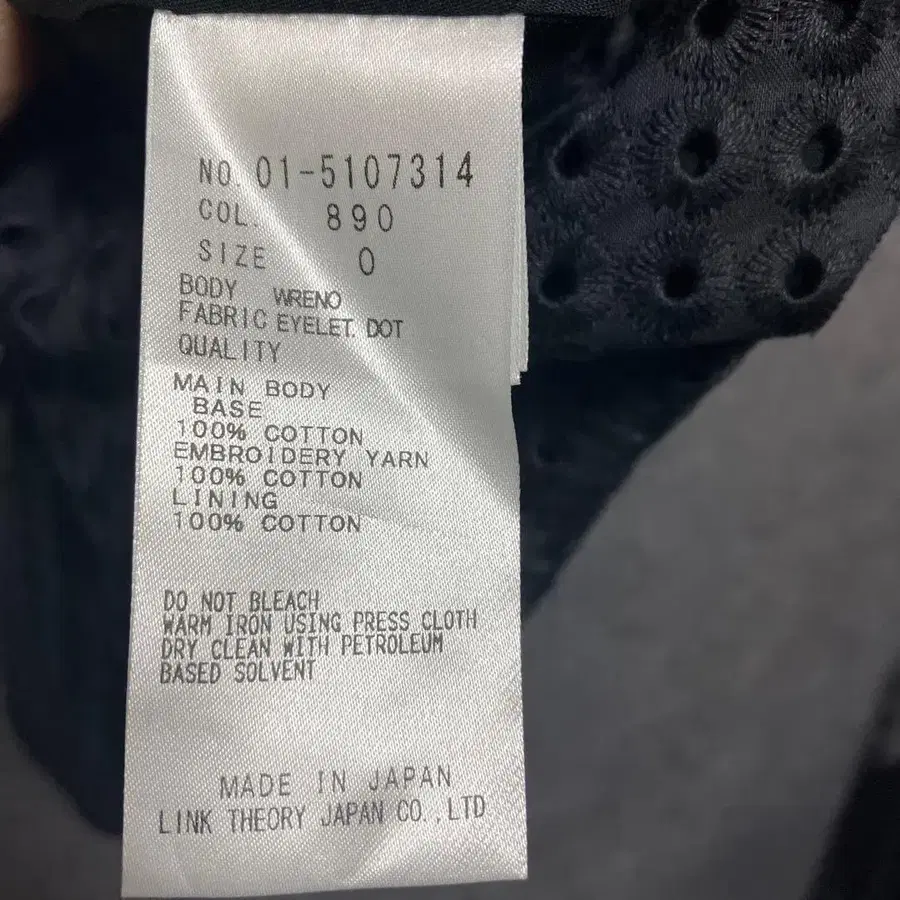 NO. 01-5107314
COL. 890
SIZE 0
BODY WRENO
FABRIC EYELET. DOT
QUALITY
MAIN BODY
BASE
100% COTTON
EMBROIDERY YARN
100% COTTON
LINING
100% COTTON
DO NOT BLEACH
WARM IRON USING PRESS CLOTH
DRY CLEAN WITH PETROLEUM
BASED SOLVENT
MADE IN JAPAN
LINK THEORY JAPAN CO.,LTD